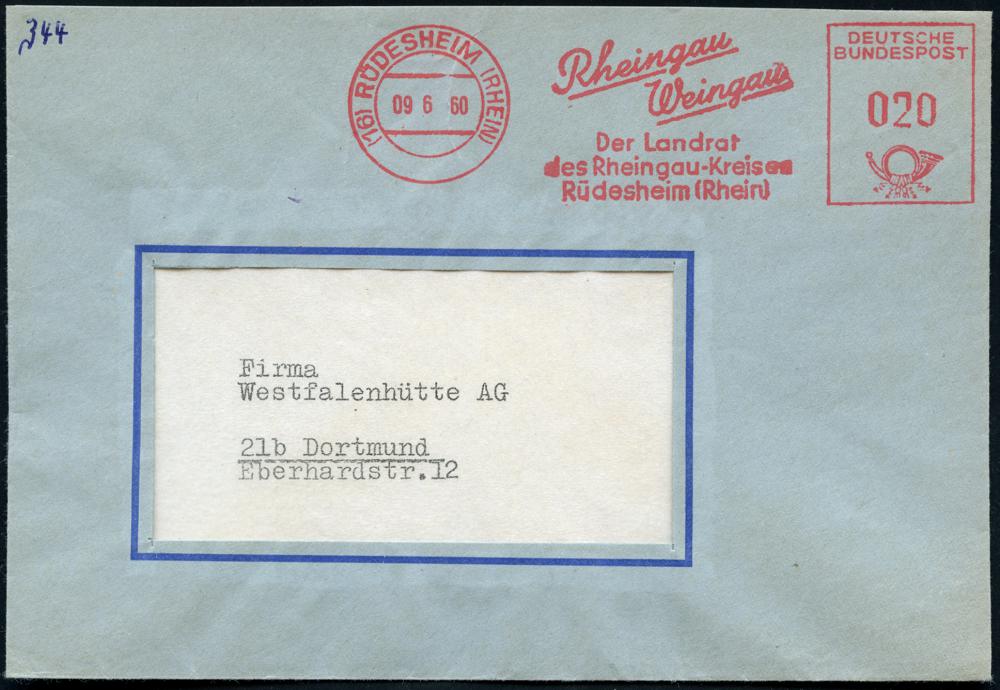 344
(16) RÜDESHEIM (RHEIN)
09 6 60
Rheingau
Weingau
Der Landrat
des Rheingau-Kreises
Rüdesheim (Rhein)
DEUTSCHE
BUNDESPOST
020
Firma
Westfalenhütte AG
21b Dortmund
Eberhardstr.12